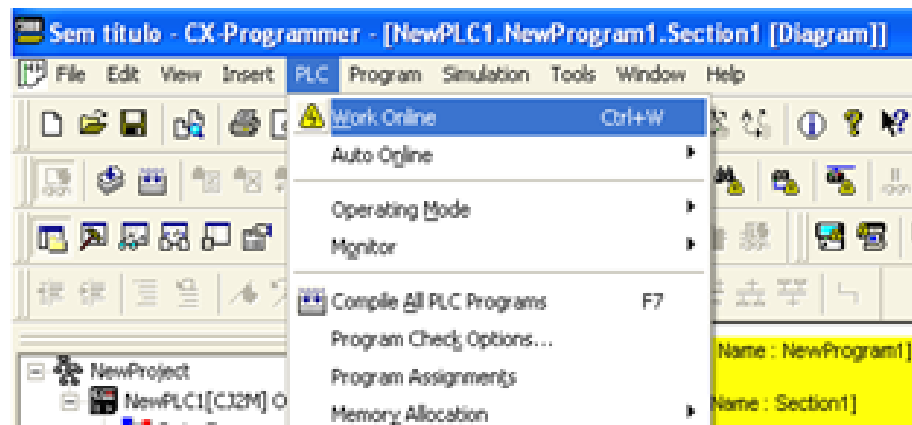 Sem título - CX-Programmer - [NewPLC1.NewProgram1.Section1 [Diagram]]
File Edit View Insert PLC Program Simulation Tools Window Help
Work Online Ctrl+W
Auto Online
Operating Mode
Monitor
Compile All PLC Programs F7
Program Check Options...
Name : NewProgram1]
NewProject
Program Assignments
NewPLC1[CJ2M] O
Name : Section1]
Memory Allocation